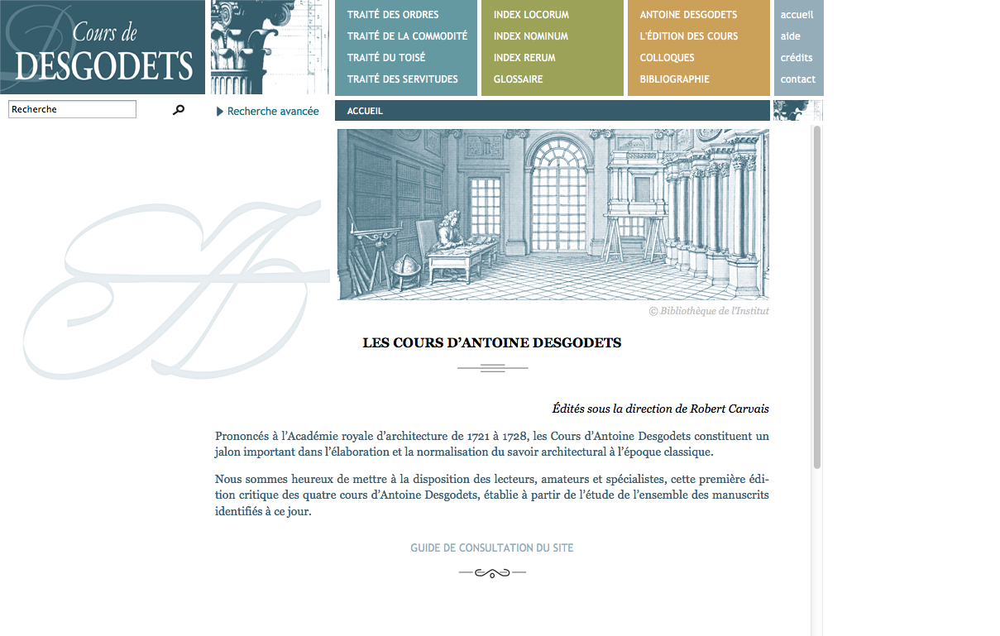 Cours de
DESGODETS
TRAITÉ DES ORDRES
TRAITÉ DE LA COMMODITÉ
TRAITÉ DU TOISÉ
TRAITÉ DES SERVITUDES
INDEX LOCORUM
INDEX NOMINUM
INDEX RERUM
GLOSSAIRE
ANTOINE DESGODETS
L'ÉDITION DES COURS
COLLOQUES
BIBLIOGRAPHIE
accueil
aide
crédits
contact
Recherche
Recherche avancée
ACCUEIL
© Bibliothèque de l'Institut
LES COURS D’ANTOINE DESGODETS
Édités sous la direction de Robert Carvais
Prononcés à l’Académie royale d’architecture de 1721 à 1728, les Cours d’Antoine Desgodets constituent un
jalon important dans l’élaboration et la normalisation du savoir architectural à l’époque classique.
Nous sommes heureux de mettre à la disposition des lecteurs, amateurs et spécialistes, cette première édi-
tion critique des quatre cours d’Antoine Desgodets, établie à partir de l’étude de l’ensemble des manuscrits
identifiés à ce jour.
GUIDE DE CONSULTATION DU SITE